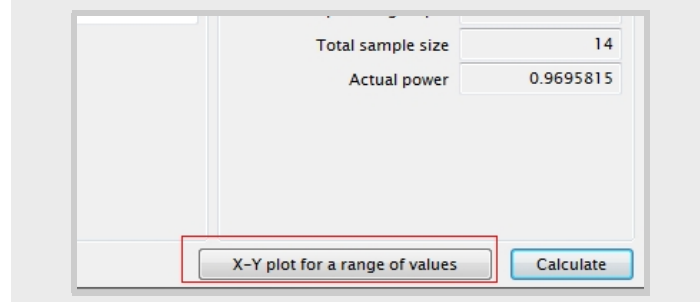 Total sample size 14
Actual power 0.9695815
X-Y plot for a range of values Calculate